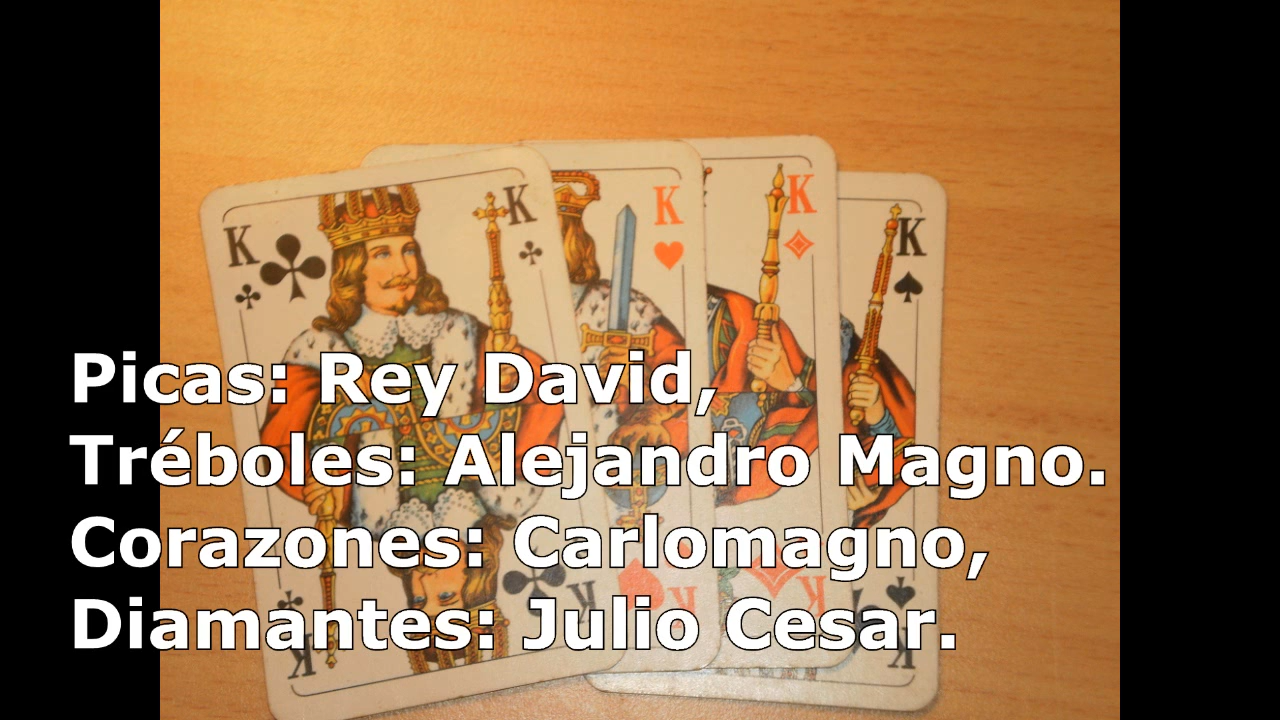 K K K K
K
Picas: Rey David,
Tréboles: Alejandro Magno.
Corazones: Carlomagno,
Diamantes: Julio Cesar.
K K K K
K